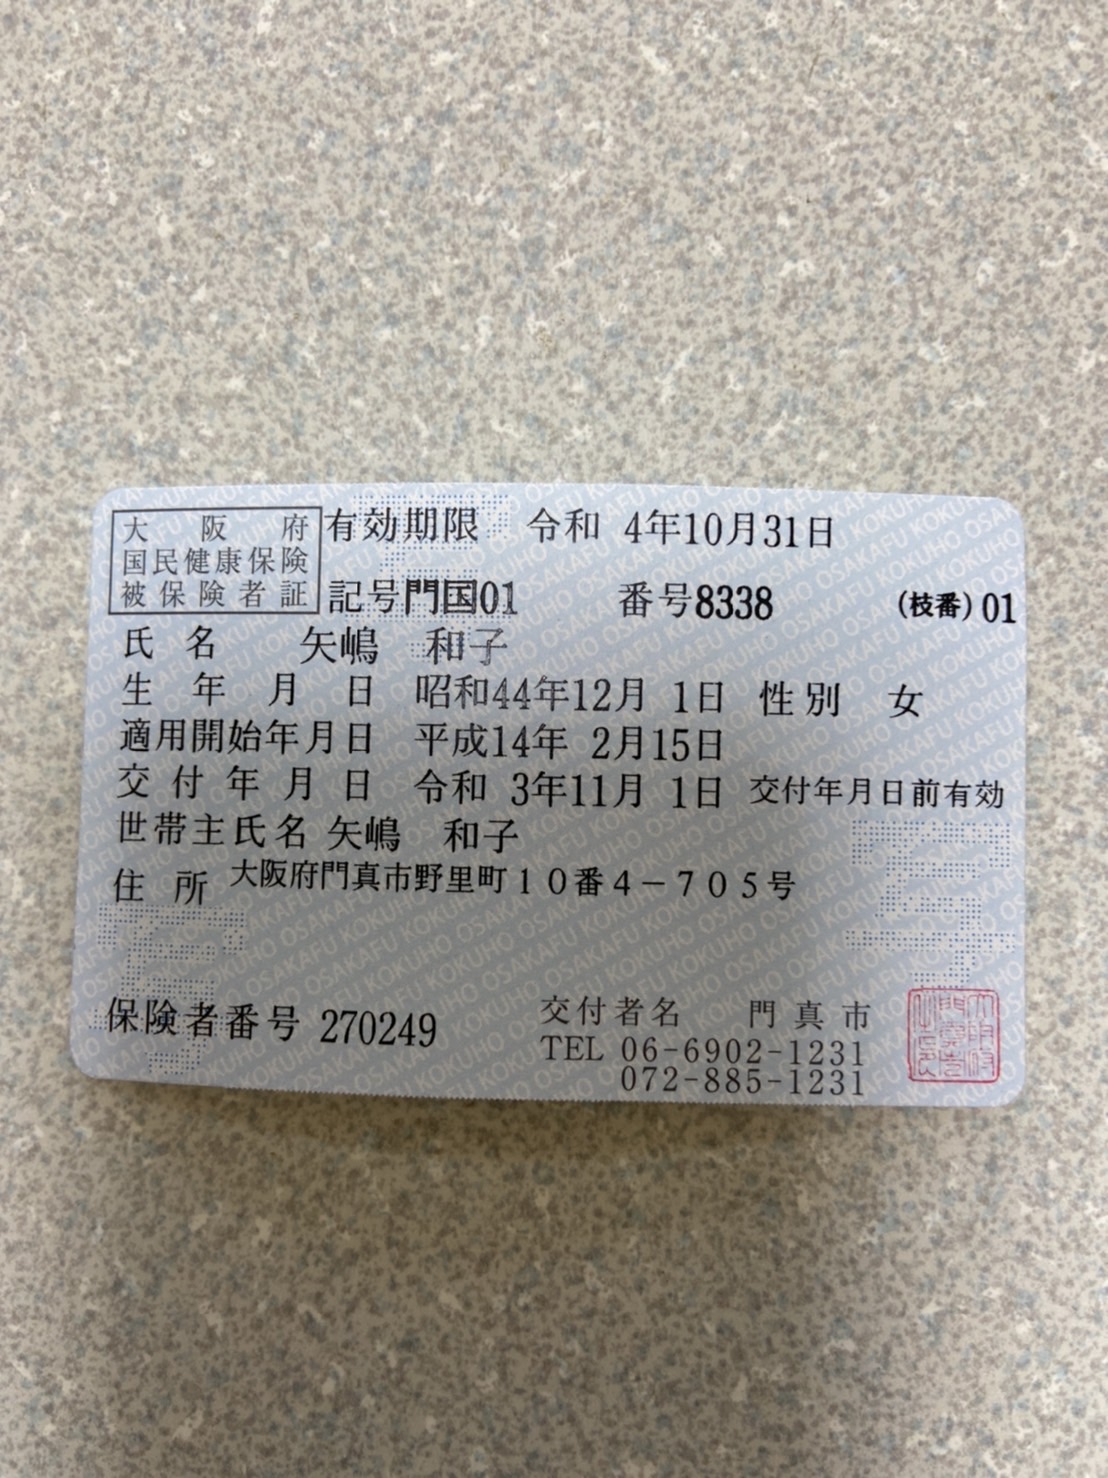 大阪府
国民健康保険
被保険者証
有効期限 令和 4年10月31日
記号門国01 番号8338 (枝番)01
氏名 矢嶋 和子
生年月日 昭和44年12月 1日 性別 女
適用開始年月日 平成14年 2月15日
交付年月日 令和 3年11月 1日 交付年月日前有効
世帯主氏名 矢嶋 和子
住所 大阪府門真市野里町10番4-705号
保険者番号 270249
交付者名 門真市
TEL 06-6902-1231
072-885-1231